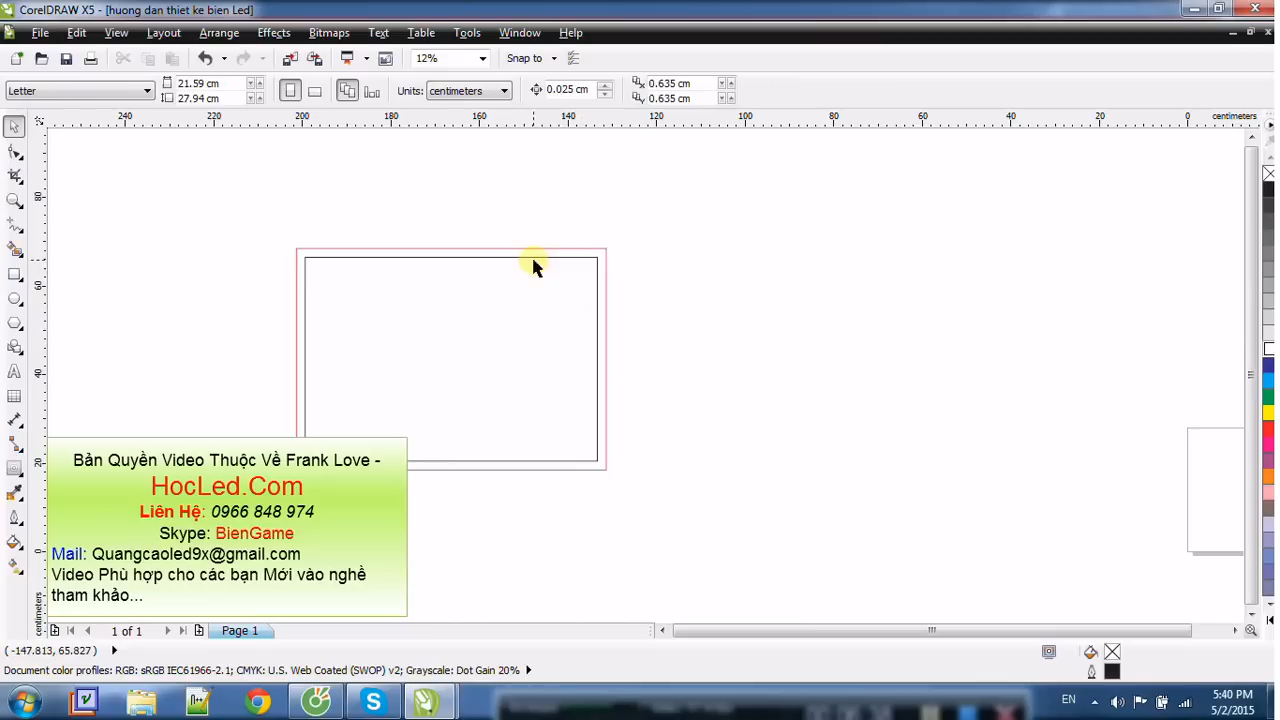 CorelDRAW X5 - [huong dan thiet ke bien Led]
File Edit View Layout Arrange Effects Bitmaps Text Table Tools Window Help
12% Snap to
Letter 21.59 cm 27.94 cm Units: centimeters 0.025 cm 0.635 cm 0.635 cm
240 220 200 180 160 140 120 100 80 60 40 20 0 centimeters
80
60
40
20
0
centimeters
Bản Quyền Video Thuộc Về Frank Love -
HocLed.Com
Liên Hệ: 0966 848 974
Skype: BienGame
Mail: Quangcaoled9x@gmail.com
Video Phù hợp cho các bạn Mới vào nghề
tham khảo...
1 of 1 Page 1
( -147.813, 65.827 )
Document color profiles: RGB: sRGB IEC61966-2.1; CMYK: U.S. Web Coated (SWOP) v2; Grayscale: Dot Gain 20%
EN 5:40 PM
5/2/2015